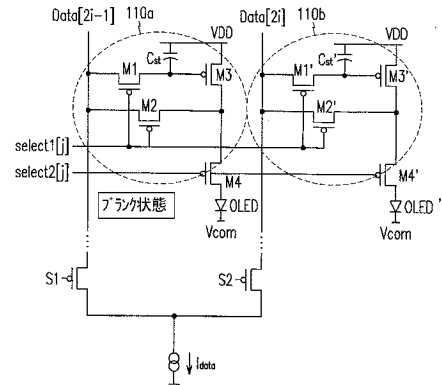 Data[2i-1] 110a Data[2i] 110b
VDD VDD
Cst Cst'
M1 M3 M1' M3'
M2 M2'
select1[j]
select2[j]
M4 M4'
ブランク状態 OLED OLED'
Vcom Vcom
S1 S2
Idata